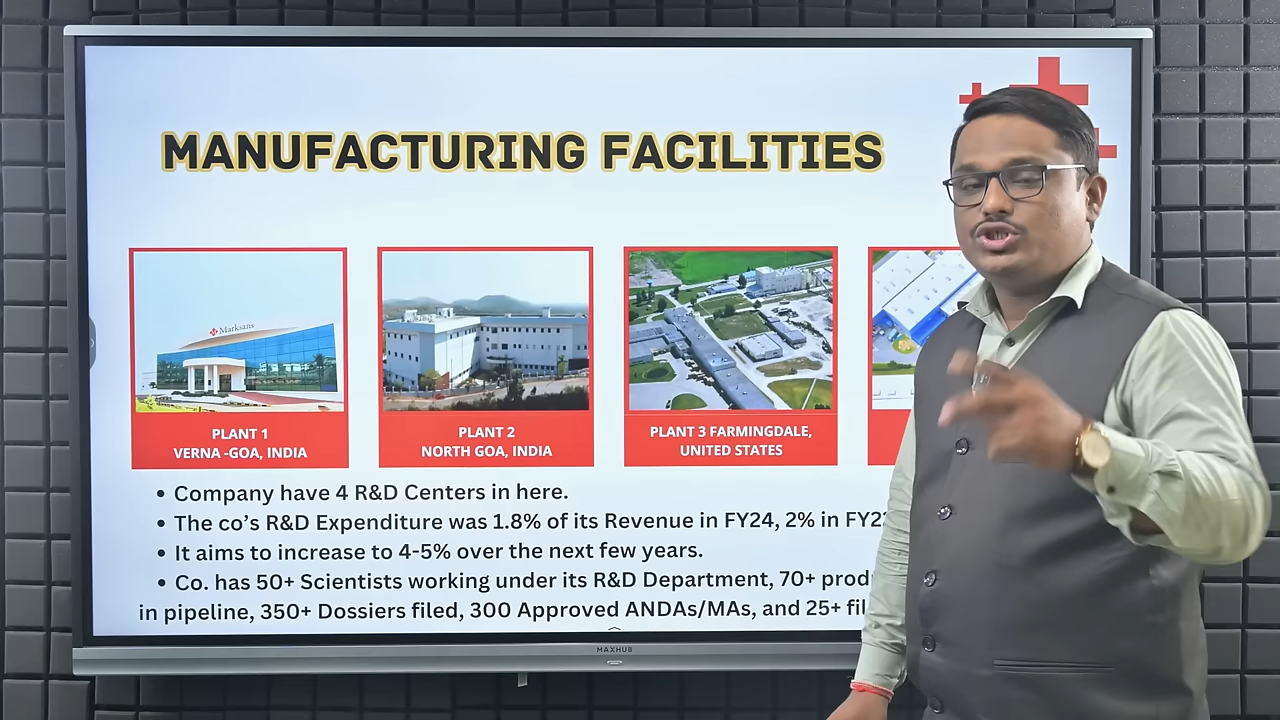 MANUFACTURING FACILITIES
Marksans
PLANT 1
VERNA -GOA, INDIA
PLANT 2
NORTH GOA, INDIA
PLANT 3 FARMINGDALE,
UNITED STATES
• Company have 4 R&D Centers in here.
• The co's R&D Expenditure was 1.8% of its Revenue in FY24, 2% in
• It aims to increase to 4-5% over the next few years.
• Co. has 50+ Scientists working under its R&D Department, 70+
in pipeline, 350+ Dossiers filed, 300 Approved ANDAs/MAs, and 25+
MAXHUB